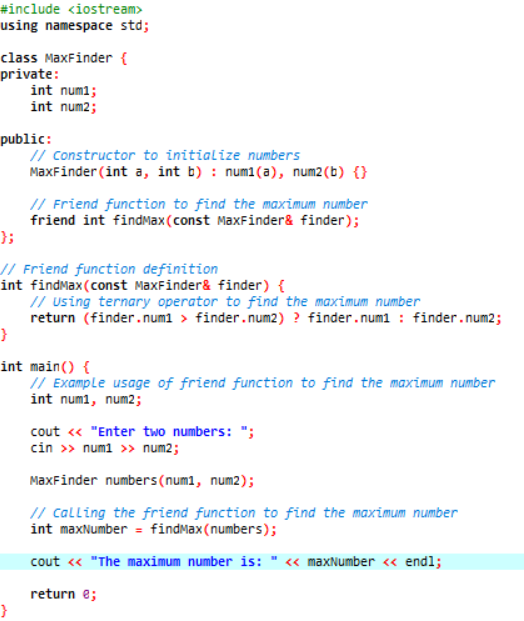 #include <iostream>
using namespace std;
class MaxFinder {
private:
int num1;
int num2;
public:
// Constructor to initialize numbers
MaxFinder(int a, int b) : num1(a), num2(b) {}
// Friend function to find the maximum number
friend int findMax(const MaxFinder& finder);
};
// Friend function definition
int findMax(const MaxFinder& finder) {
// Using ternary operator to find the maximum number
return (finder.num1 > finder.num2) ? finder.num1 : finder.num2;
}
int main() {
// Example usage of friend function to find the maximum number
int num1, num2;
cout << "Enter two numbers: ";
cin >> num1 >> num2;
MaxFinder numbers(num1, num2);
// Calling the friend function to find the maximum number
int maxNumber = findMax(numbers);
cout << "The maximum number is: " << maxNumber << endl;
return 0;
}